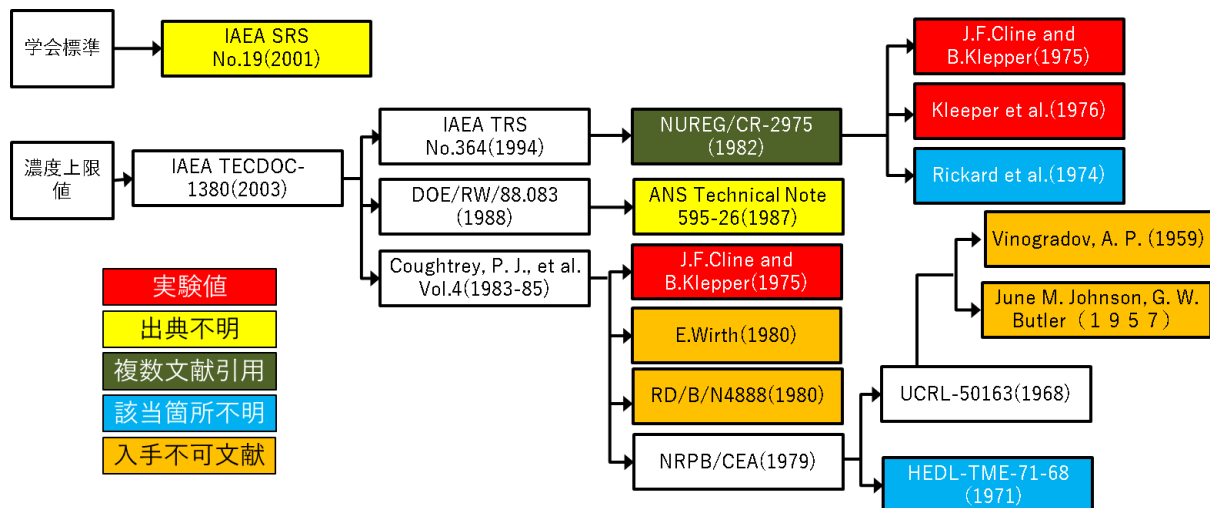 学会標準
IAEA SRS
No.19(2001)
J.F.Cline and
B.Klepper(1975)
Kleeper et al.(1976)
Rickard et al.(1974)
濃度上限
値
IAEA TECDOC-
1380(2003)
IAEA TRS
No.364(1994)
NUREG/CR-2975
(1982)
DOE/RW/88.083
(1988)
ANS Technical Note
595-26(1987)
Coughtrey, P. J., et al.
Vol.4(1983-85)
J.F.Cline and
B.Klepper(1975)
E.Wirth(1980)
RD/B/N4888(1980)
NRPB/CEA(1979)
Vinogradov, A. P. (1959)
June M. Johnson, G. W.
Butler（１９５７）
UCRL-50163(1968)
HEDL-TME-71-68
(1971)
実験値
出典不明
複数文献引用
該当箇所不明
入手不可文献